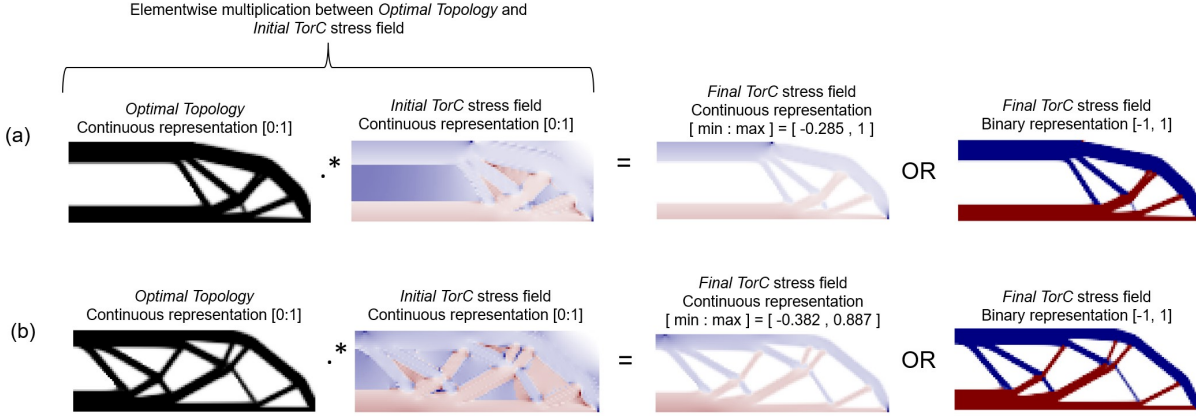 Elementwise multiplication between Optimal Topology and
Initial TorC stress field
(a)
Optimal Topology
Continuous representation [0:1]
.*
Initial TorC stress field
Continuous representation [0:1]
=
Final TorC stress field
Continuous representation
[ min : max ] = [ -0.285 , 1 ]
OR
Final TorC stress field
Binary representation [-1, 1]
(b)
Optimal Topology
Continuous representation [0:1]
.*
Initial TorC stress field
Continuous representation [0:1]
=
Final TorC stress field
Continuous representation
[ min : max ] = [ -0.382 , 0.887 ]
OR
Final TorC stress field
Binary representation [-1, 1]